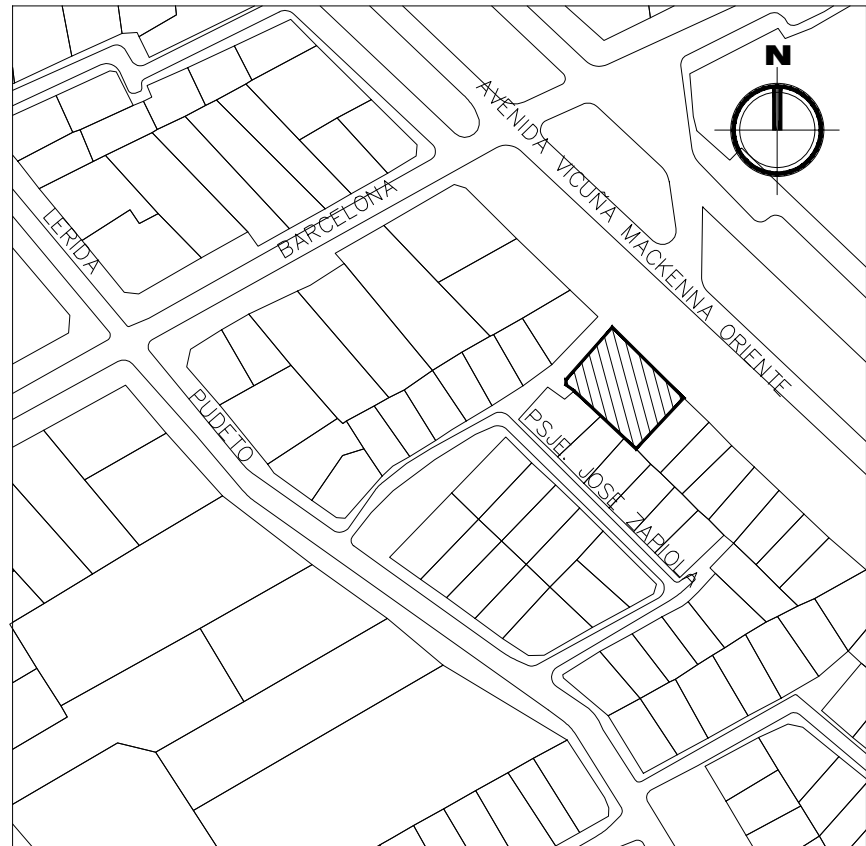 N
AVENIDA VICUÑA MACKENNA ORIENTE
BARCELONA
LERIDA
PUDETO
PSJE. JOSE ZAPIOLA